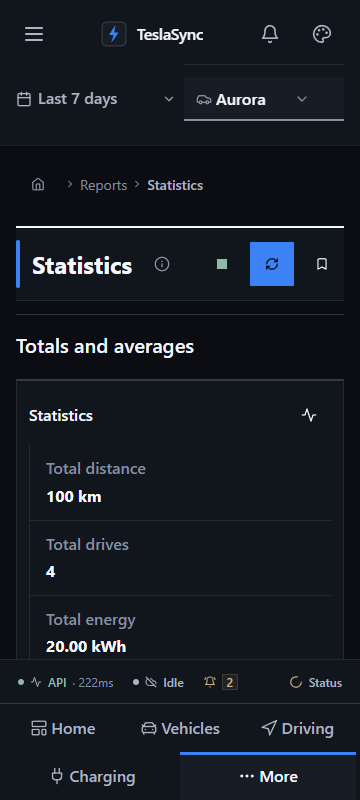 TeslaSync
Last 7 days
Aurora
Reports
Statistics
Statistics
Totals and averages
Statistics
Total distance
100 km
Total drives
4
Total energy
20.00 kWh
API · 222ms
Idle
2
Status
Home
Vehicles
Driving
Charging
More